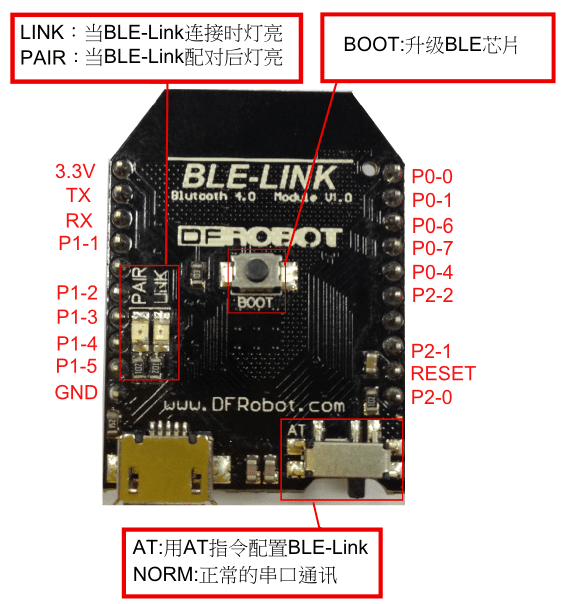 LINK：当BLE-Link连接时灯亮
PAIR：当BLE-Link配对后灯亮
BOOT:升级BLE芯片
3.3V
TX
RX
P1-1
P1-2
P1-3
P1-4
P1-5
GND
P0-0
P0-1
P0-6
P0-7
P0-4
P2-2
P2-1
RESET
P2-0
BLE-LINK
Blutooth 4.0 Module V1.0
DFROBOT
PAIR
LINK
BOOT
www.DFRobot.com
AT
AT:用AT指令配置BLE-Link
NORM:正常的串口通讯